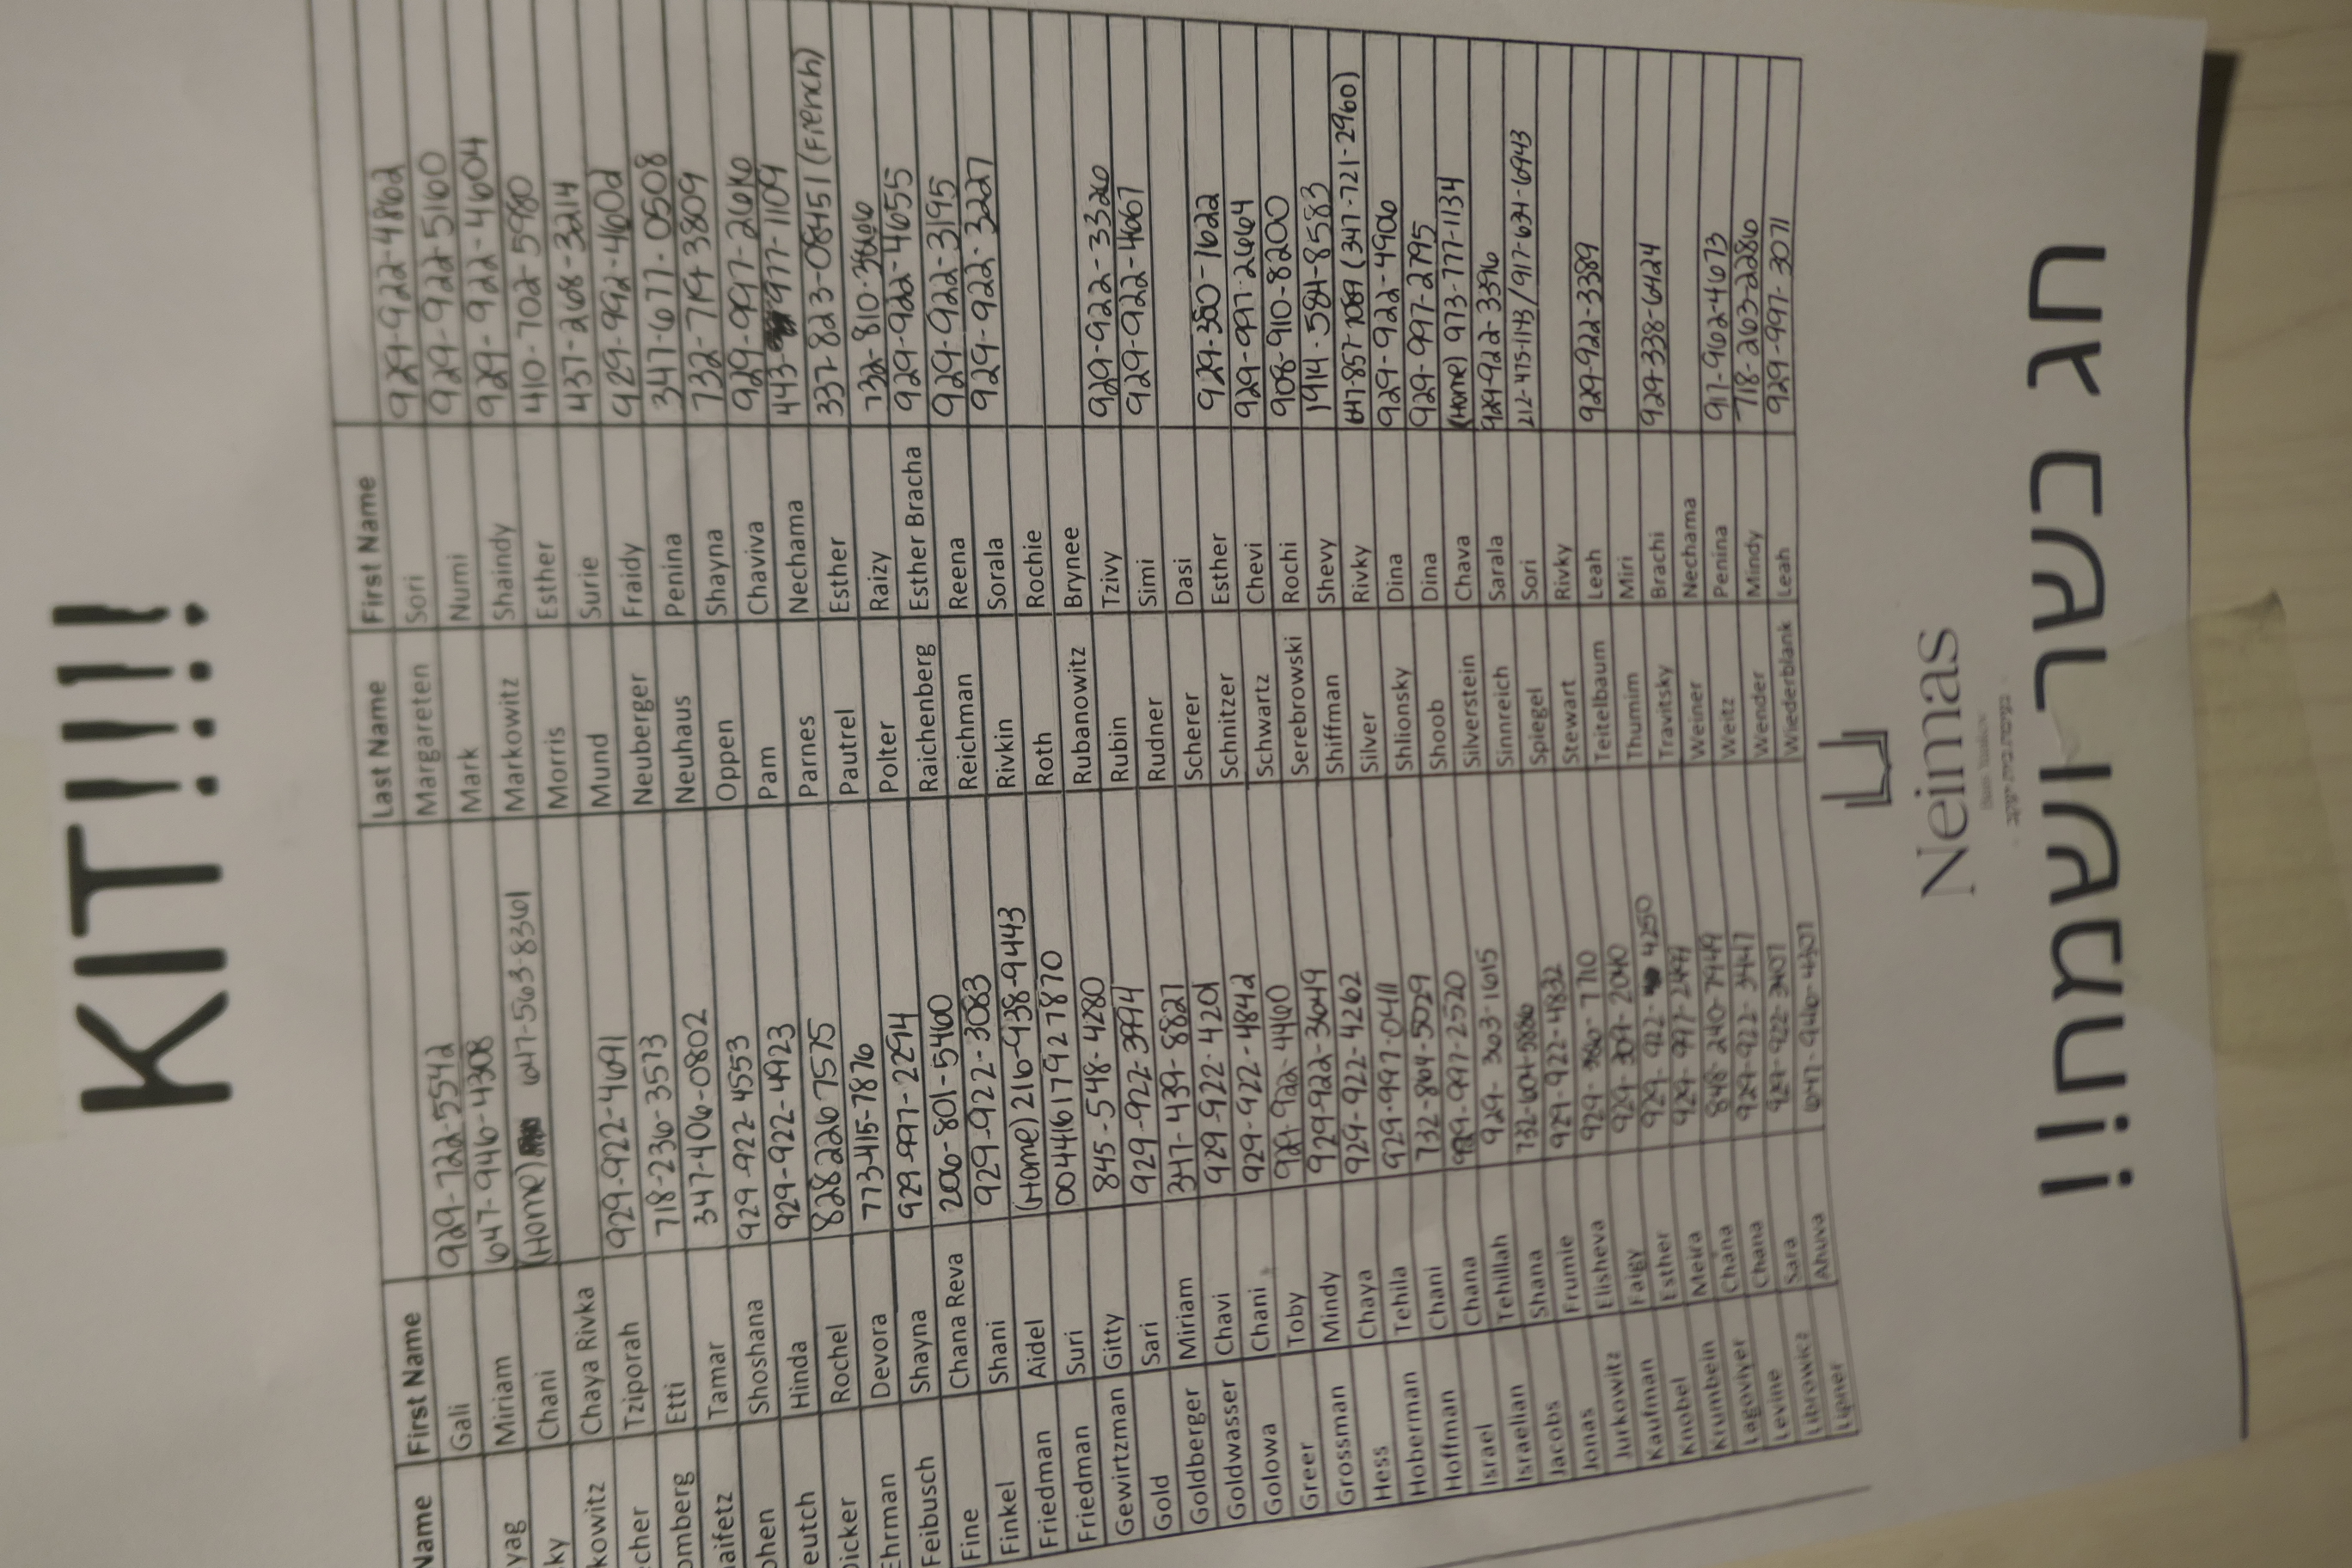 KIT!!!!
Name First Name Last Name First Name
Gali 929-722-5542 Margareten Sori 929-922-4862
yag Miriam 647-946-4308 Mark Numi 929-922-5160
ky Chani (Home) 647-563-8361 Markowitz Shaindy 929-922-4604
kowitz Chaya Rivka Morris Esther 410-702-5980
cher Tziporah 929-922-4691 Mund Surie 437-268-3214
omberg Etti 718-236-3573 Neuberger Fraidy 929-992-4602
aifetz Tamar 347-406-0802 Neuhaus Penina 347-677-0508
ohen Shoshana 929-922-4553 Oppen Shayna 732-719-3809
eutch Hinda 929-922-4923 Pam Chaviva 929-997-2616
Dicker Rochel 8282267575 Parnes Nechama 443-977-1109
Ehrman Devora 773-415-7876 Pautrel Esther 337-823-08451 (French)
Feibusch Shayna 929-997-2294 Polter Raizy 732-810-3866
Fine Chana Reva 206-801-5460 Raichenberg Esther Bracha 929-922-4655
Finkel Shani 929-922-3083 Reichman Reena 929-922-3195
Friedman Aidel (Home) 216-938-9443 Rivkin Sorala 929-922-3227
Friedman Suri 00441617927870 Roth Rochie
Gewirtzman Gitty 845-548-4280 Rubanowitz Brynee
Gold Sari 929-922-3994 Rubin Tzivy 929-922-3326
Goldberger Miriam 347-439-8827 Rudner Simi 929-922-4667
Goldwasser Chavi 929-922-4201 Scherer Dasi
Golowa Chani 929-922-4842 Schnitzer Esther 929-380-1622
Greer Toby 929-922-4460 Schwartz Chevi 929-997-2664
Grossman Mindy 929-922-3649 Serebrowski Rochi 908-910-8200
Hess Chaya 929-922-4262 Shiffman Shevy 1914-584-8583
Hoberman Tehila 929-997-0411 Silver Rivky 647-857-7089 (347-721-2960)
Hoffman Chani 732-864-5029 Shlionsky Dina 929-922-4906
Israel Chana 929-997-2520 Shoob Dina 929-997-2795
Israelian Tehillah 929-363-1615 Silverstein Chava (Home) 973-777-1134
Jacobs Shana 732-604-5886 Sinnreich Sarala 929-922-3396
Jonas Frumie 929-922-4832 Spiegel Sori 212-475-1143 / 917-634-6943
Jurkowitz Elisheva Stewart Rivky
Kaufman Faigy 929-309-2040 Teitelbaum Leah 929-922-3389
Knobel Esther 929-922-4250 Thumim Miri
Krumbein Meira Travitsky Brachi 929-338-6424
Lagoviyer Chana 848-240-7949 Weiner Nechama
Levine Chana 929-922-3447 Weitz Penina 917-962-4673
Librowicz Sara 929-922-3407 Wender Mindy 718-263-2286
Lipner Ahuva 647-946-4307 Wiederblank Leah 929-997-3071
Neimas
Bais Yaakov
נעימות בית יעקב
חג כשר ושמח!!